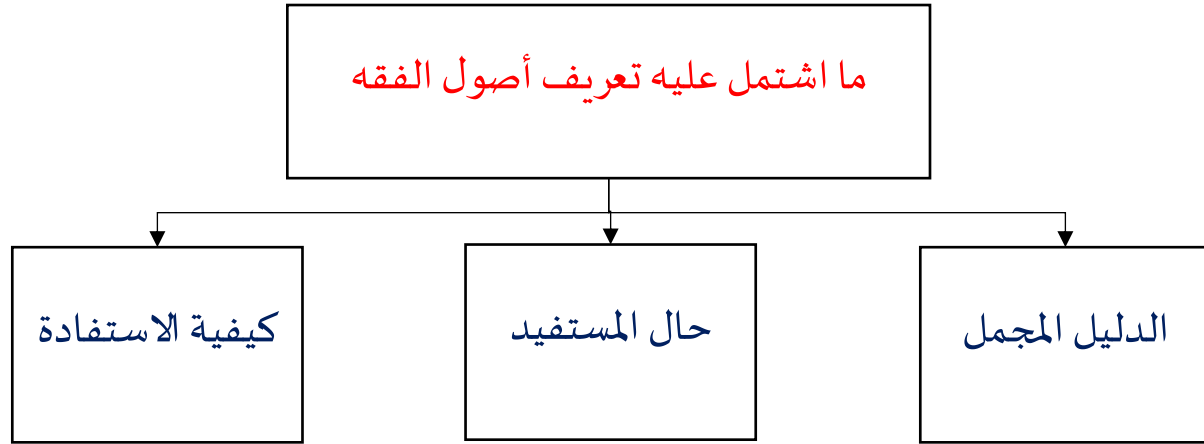 ما اشتمل عليه تعريف أصول الفقه
الدليل المجمل
حال المستفيد
كيفية الاستفادة